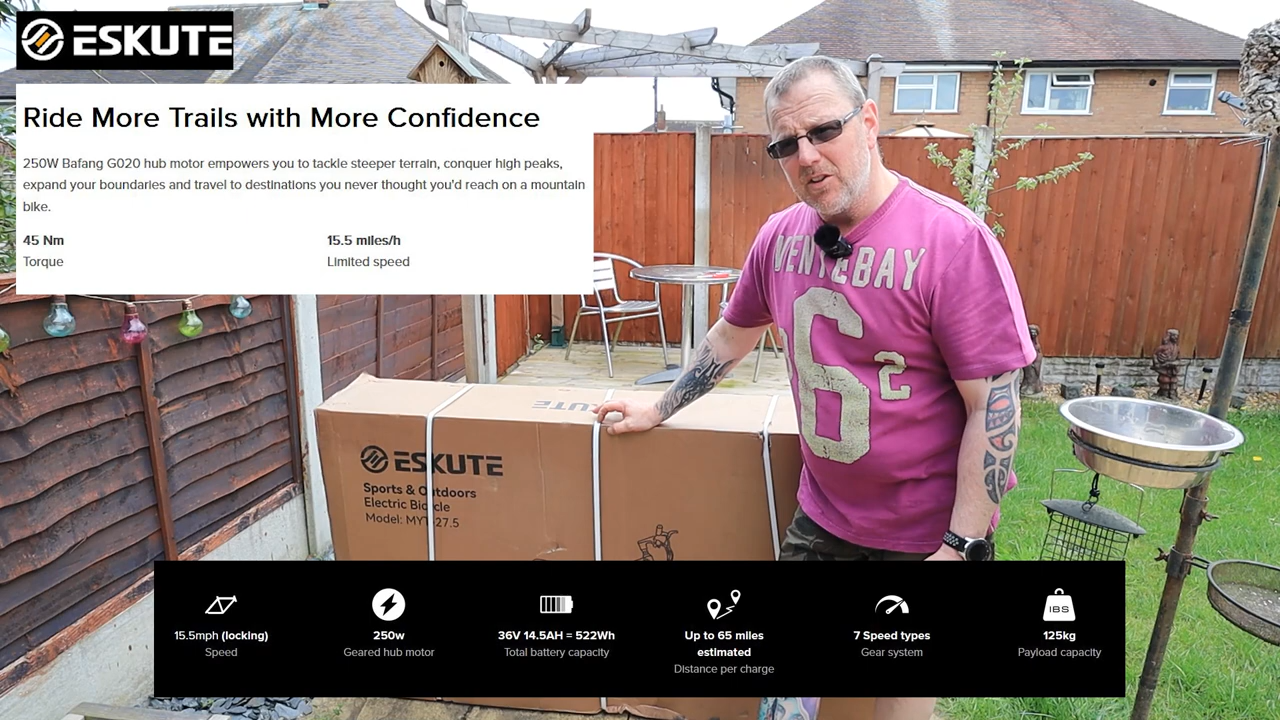 ESKUTE
Ride More Trails with More Confidence
250W Bafang G020 hub motor empowers you to tackle steeper terrain, conquer high peaks,
expand your boundaries and travel to destinations you never thought you'd reach on a mountain
bike.
45 Nm
15.5 miles/h
Torque
Limited speed
ESKUTE
Sports & Outdoors
Electric Bicycle
62
15.5mph (locking)
Speed
250w
Geared hub motor
36V 14.5AH = 522Wh
Total battery capacity
Up to 65 miles
estimated
Distance per charge
7 Speed types
Gear system
IBS
125kg
Payload capacity